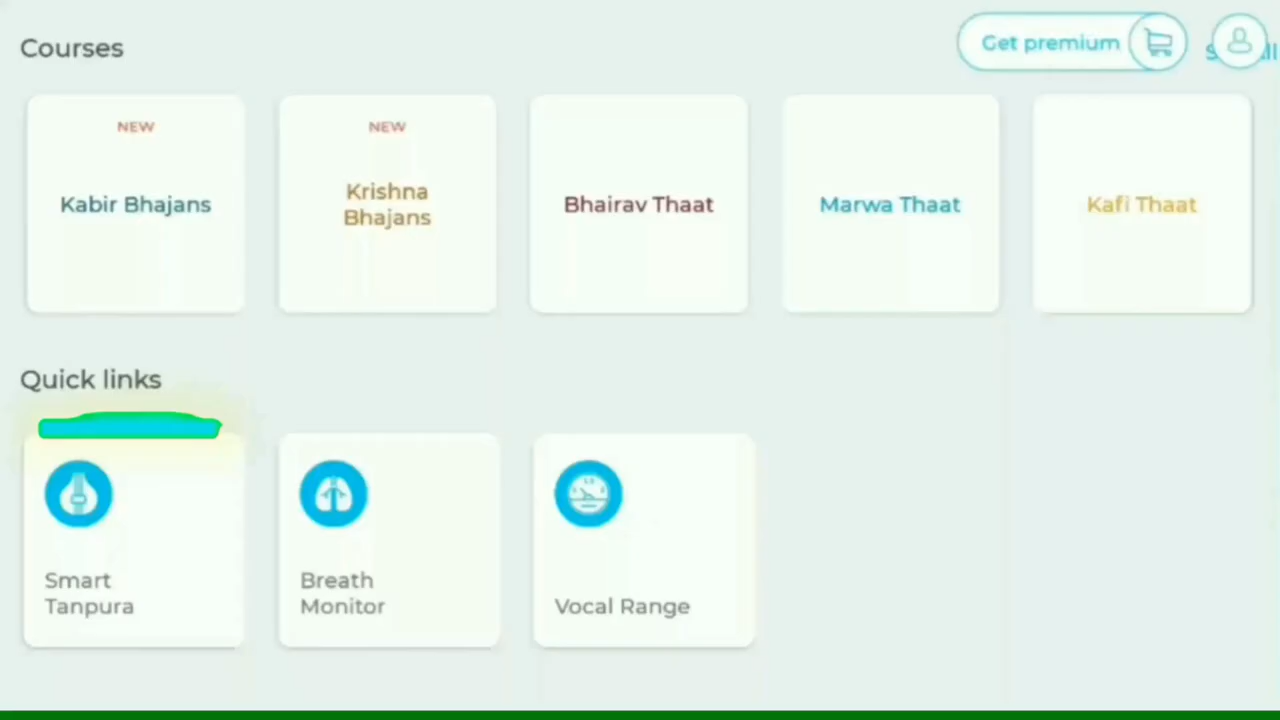 Courses
Get premium
NEW
NEW
Kabir Bhajans
Krishna
Bhajans
Bhairav Thaat
Marwa Thaat
Kafi Thaat
Quick links
Smart
Tanpura
Breath
Monitor
Vocal Range